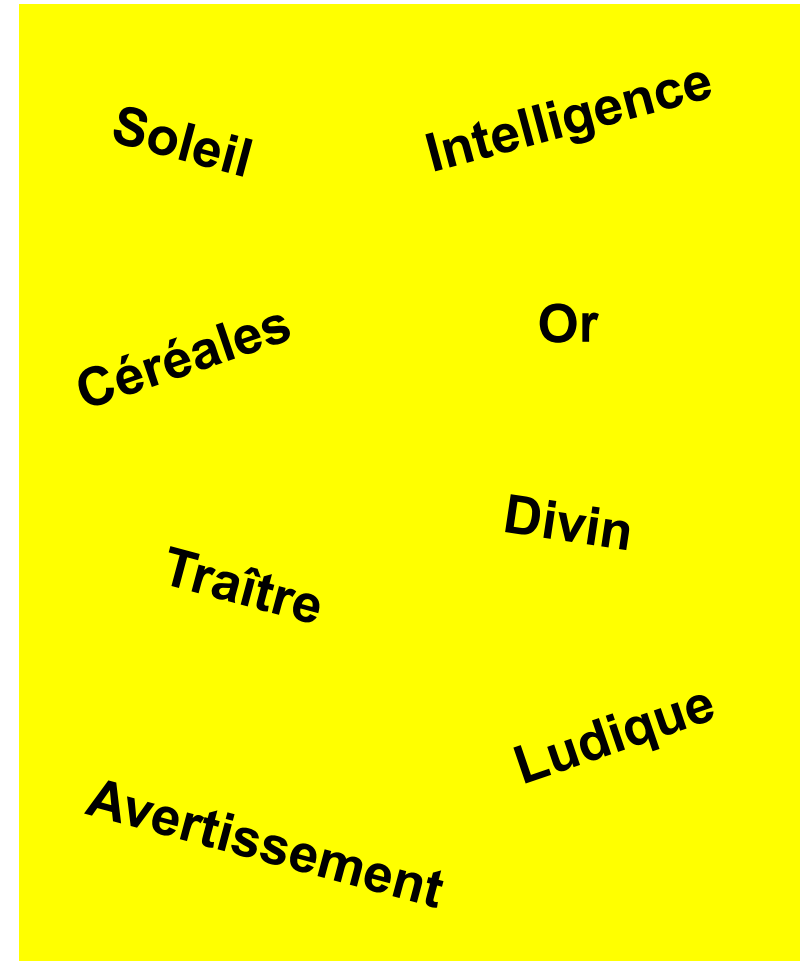 Soleil
Intelligence
Céréales
Or
Traître
Divin
Avertissement
Ludique